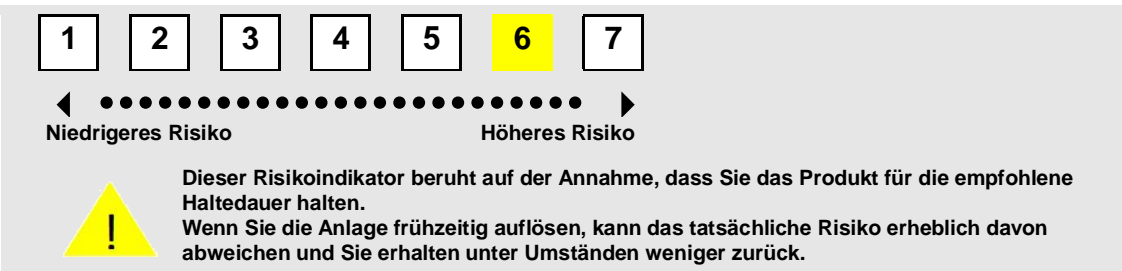 1 2 3 4 5 6 7
Niedrigeres Risiko Höheres Risiko
Dieser Risikoindikator beruht auf der Annahme, dass Sie das Produkt für die empfohlene
Haltedauer halten.
Wenn Sie die Anlage frühzeitig auflösen, kann das tatsächliche Risiko erheblich davon
abweichen und Sie erhalten unter Umständen weniger zurück.
!